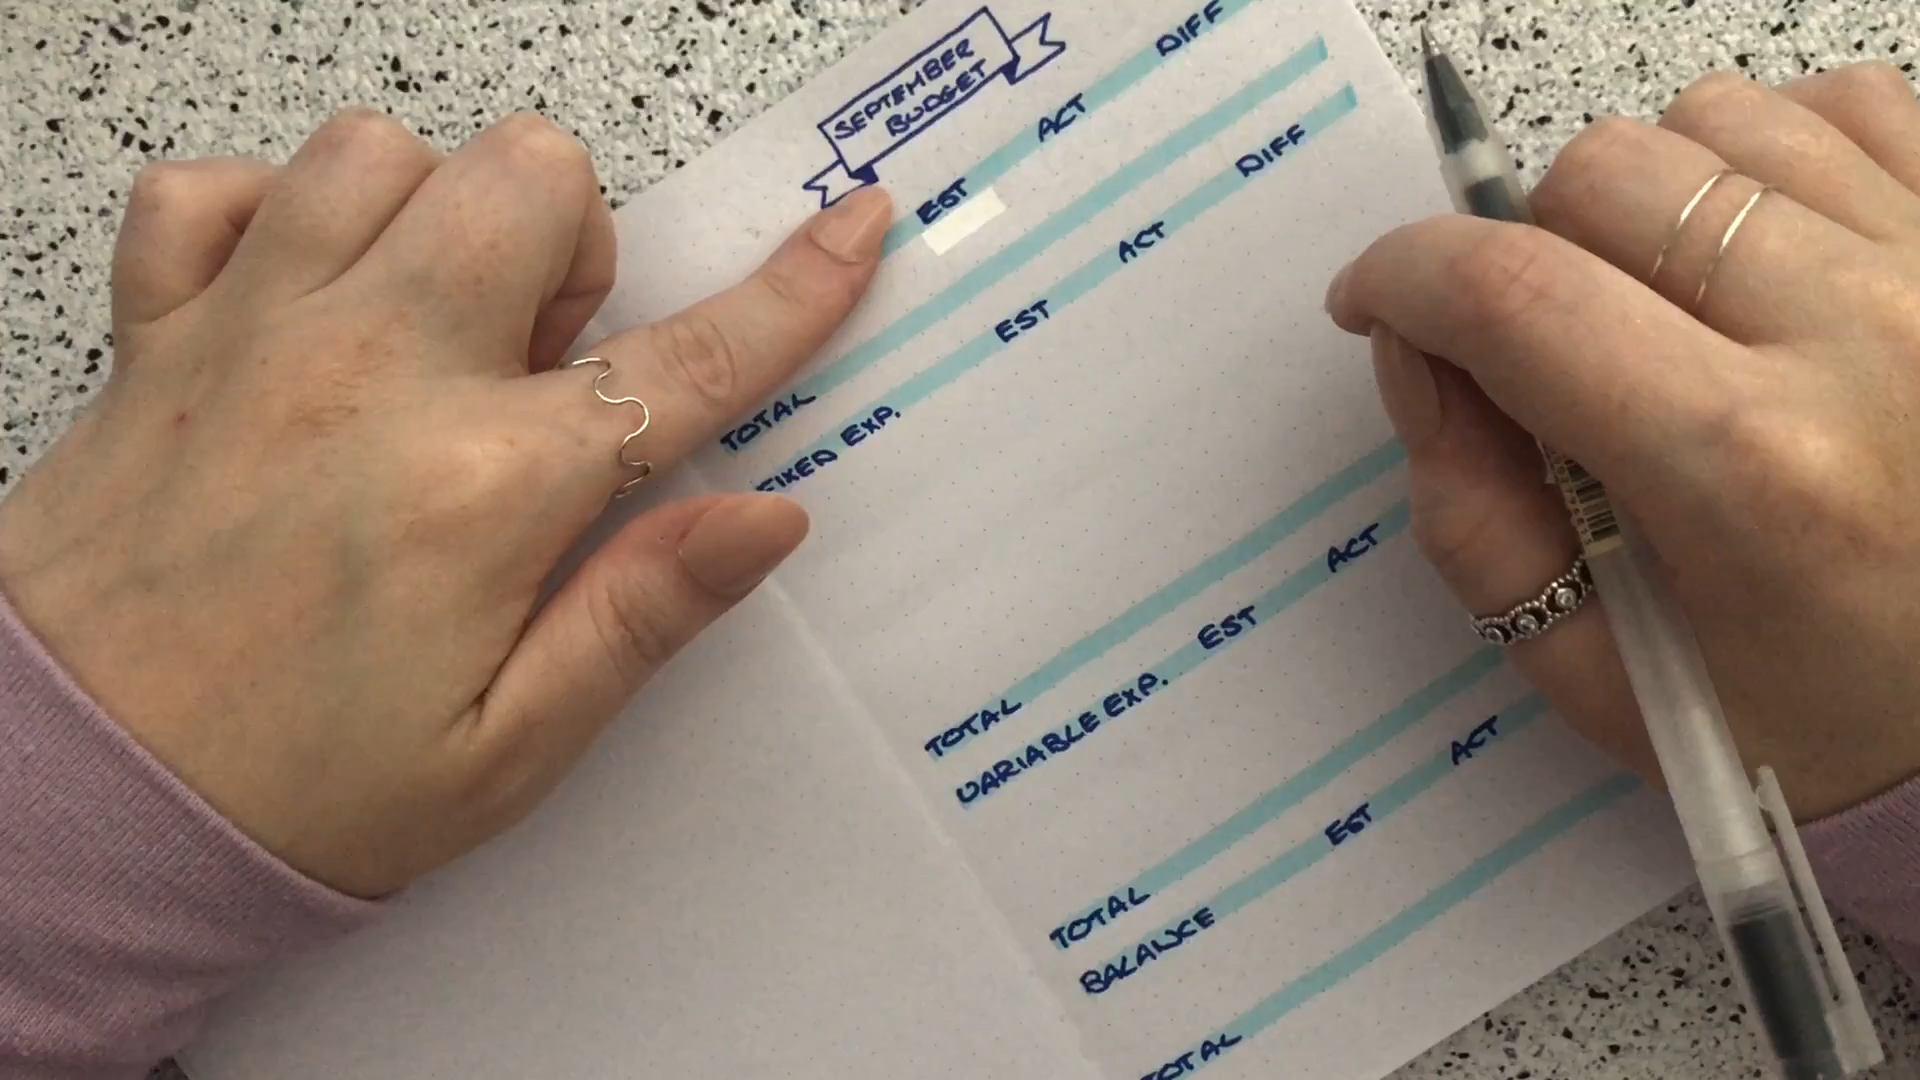 SEPTEMBER
BUDGET
EST ACT DIFF
TOTAL
FIXED EXP. EST ACT DIFF
TOTAL
VARIABLE EXP. EST ACT
TOTAL
BALANCE EST ACT
TOTAL